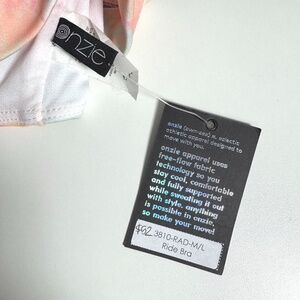 onzie
onzie (zwn-zee) n. eclectic
athletic apparel designed to
move with you.
onzie apparel uses
free-flow fabric
technology so you
stay cool, comfortable
and fully supported
while sweating it out
with style. anything
is possible in onzie,
so make your move!
$52 3810-RAD-M/L
Ride Bra